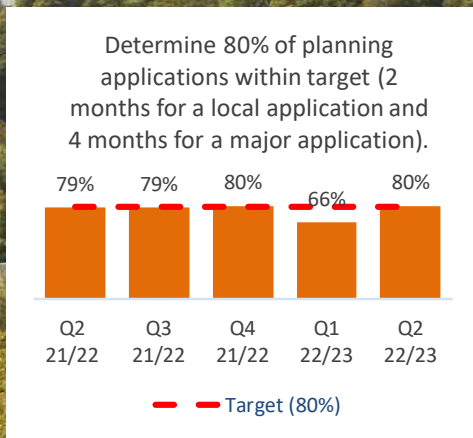 Determine 80% of planning
applications within target (2
months for a local application and
4 months for a major application).
79% 79% 80% 66% 80%
Q2 Q3 Q4 Q1 Q2
21/22 21/22 21/22 22/23 22/23
Target (80%)